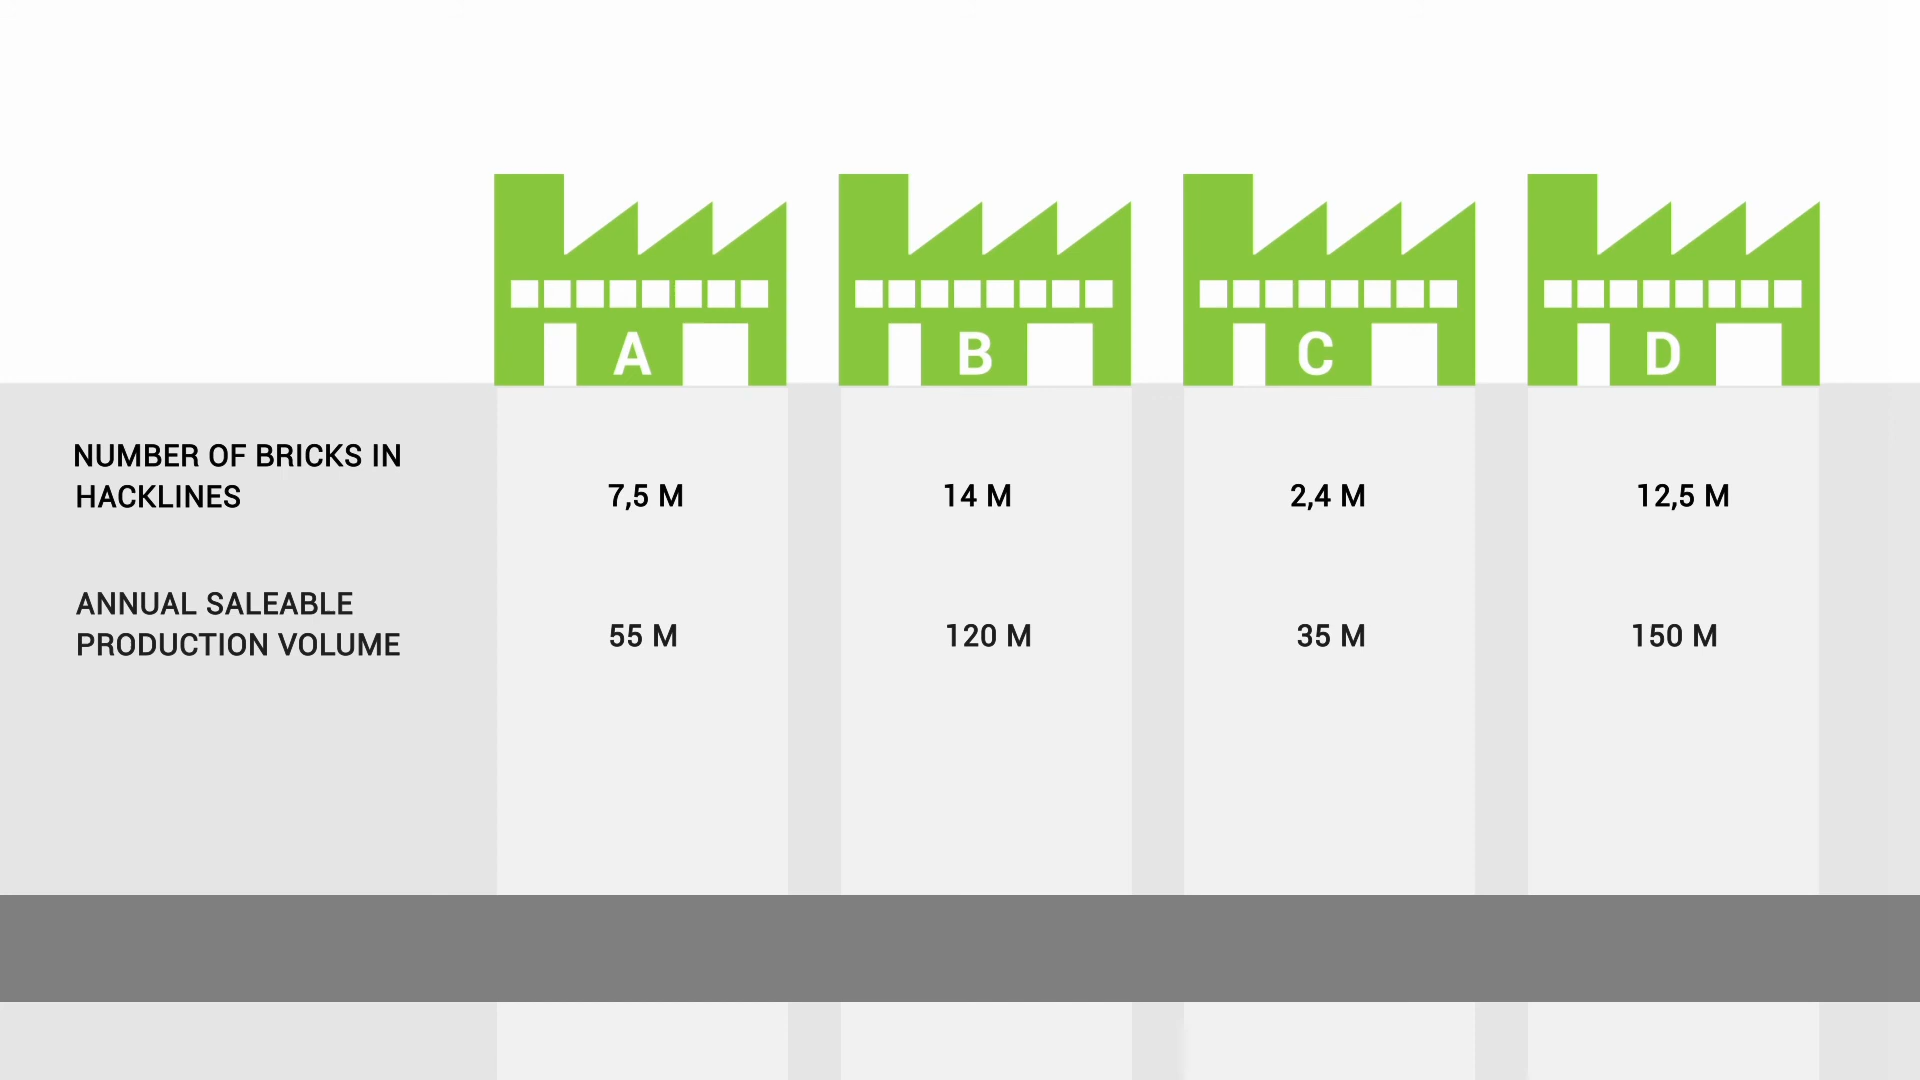 A B C D
NUMBER OF BRICKS IN
HACKLINES
7,5 M 14 M 2,4 M 12,5 M
ANNUAL SALEABLE
PRODUCTION VOLUME
55 M 120 M 35 M 150 M